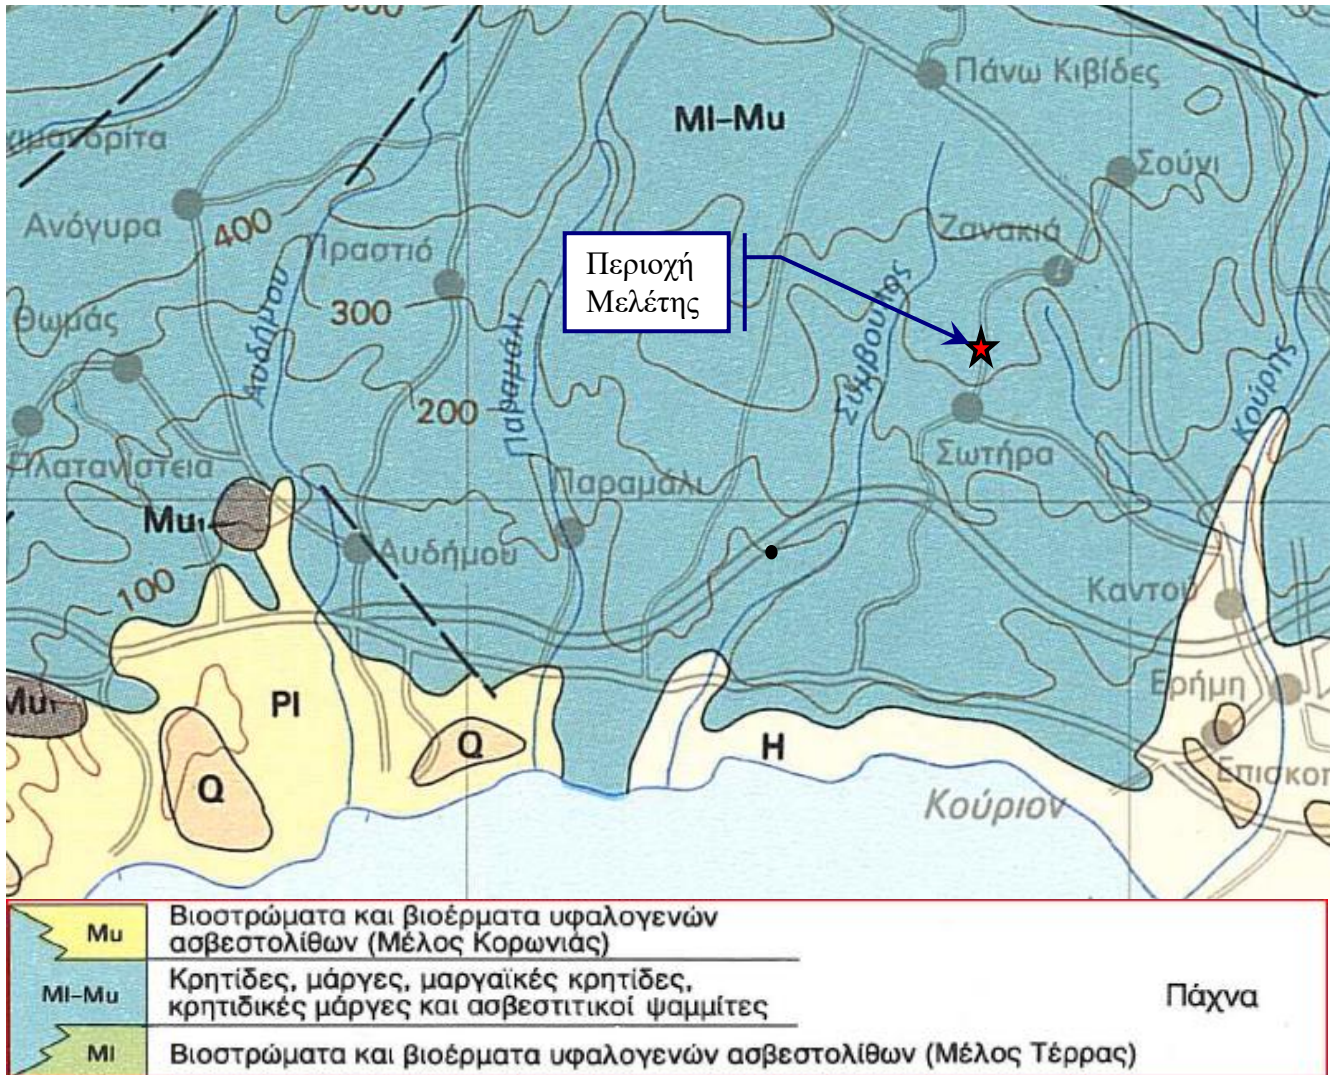 Πάνω Κιβίδες
Ml-Mu
Σούνι
Ανόγυρα
400
Πραστιό
Ζανακιά
Περιοχή
Μελέτης
Αυδήμου
300
Παραμάλι
Σύμβουλος
Θωμάς
Κούρης
200
Πλατανίστεια
Σωτήρα
Παραμάλι
Mu1
Αυδήμου
100
Καντού
Ερήμη
Mu1
Pl
Q
H
Q
Επισκοπ
Κούριον
Mu
Βιοστρώματα και βιοέρματα υφαλογενών
ασβεστολίθων (Μέλος Κορωνιάς)
Ml-Mu
Κρητίδες, μάργες, μαργαϊκές κρητίδες,
κρητιδικές μάργες και ασβεστιτικοί ψαμμίτες
Πάχνα
Ml
Βιοστρώματα και βιοέρματα υφαλογενών ασβεστολίθων (Μέλος Τέρρας)